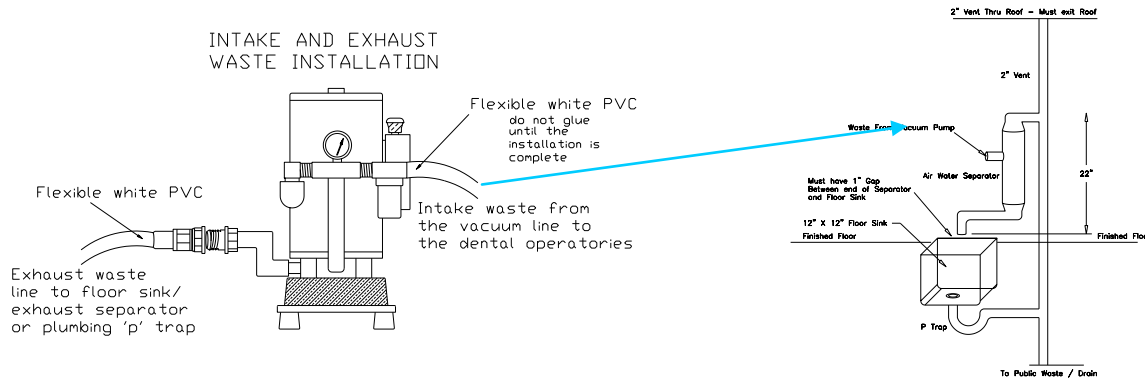 INTAKE AND EXHAUST
WASTE INSTALLATION
Flexible white PVC
do not glue
until the
installation is
complete
Flexible white PVC
Intake waste from
the vacuum line to
the dental operatories
Exhaust waste
line to floor sink/
exhaust separator
or plumbing 'p' trap
2" Vent Thru Roof - Must exit Roof
2" Vent
Waste From Vacuum Pump
Air Water Separator
22"
Must have 1" Gap
Between end of Separator
and Floor Sink
12" X 12" Floor Sink
Finished Floor
Finished Flo
P Trap
To Public Waste / Drain